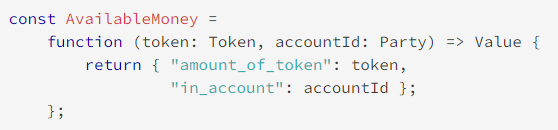 const AvailableMoney =
function (token: Token, accountId: Party) => Value {
return { "amount_of_token": token,
"in_account": accountId };
};